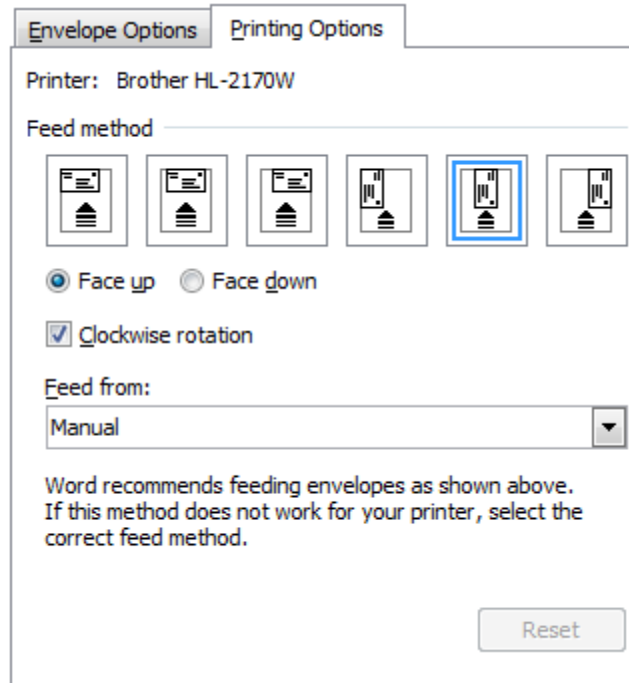 Envelope Options
Printing Options
Printer: Brother HL-2170W
Feed method
Face up
Face down
Clockwise rotation
Feed from:
Manual
Word recommends feeding envelopes as shown above.
If this method does not work for your printer, select the
correct feed method.
Reset